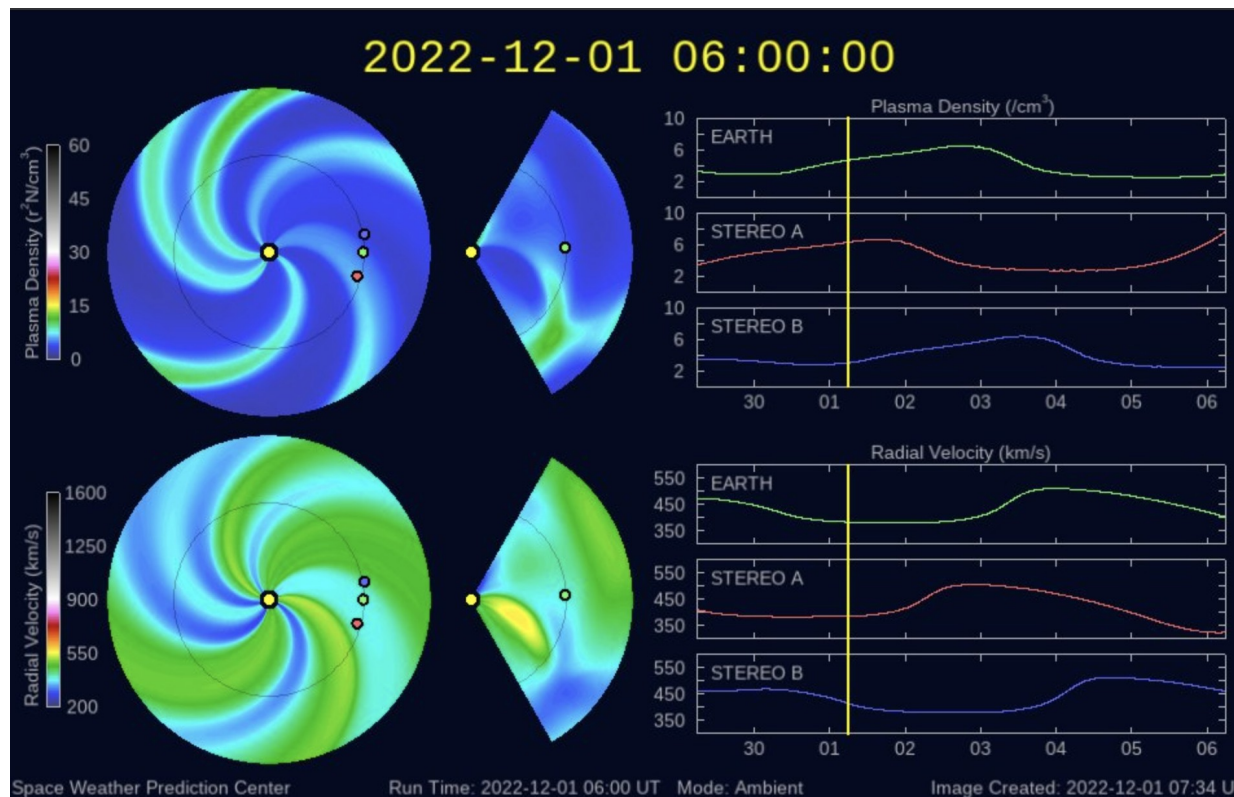 2022-12-01 06:00:00
Plasma Density (r²N/cm³)
60
45
30
15
0
Plasma Density (/cm³)
EARTH
10
6
2
STEREO A
10
6
2
STEREO B
10
6
2
30 01 02 03 04 05 06
Radial Velocity (km/s)
1600
1250
900
550
200
Radial Velocity (km/s)
EARTH
550
450
350
STEREO A
550
450
350
STEREO B
550
450
350
30 01 02 03 04 05 06
Space Weather Prediction Center Run Time: 2022-12-01 06:00 UT Mode: Ambient Image Created: 2022-12-01 07:34 U